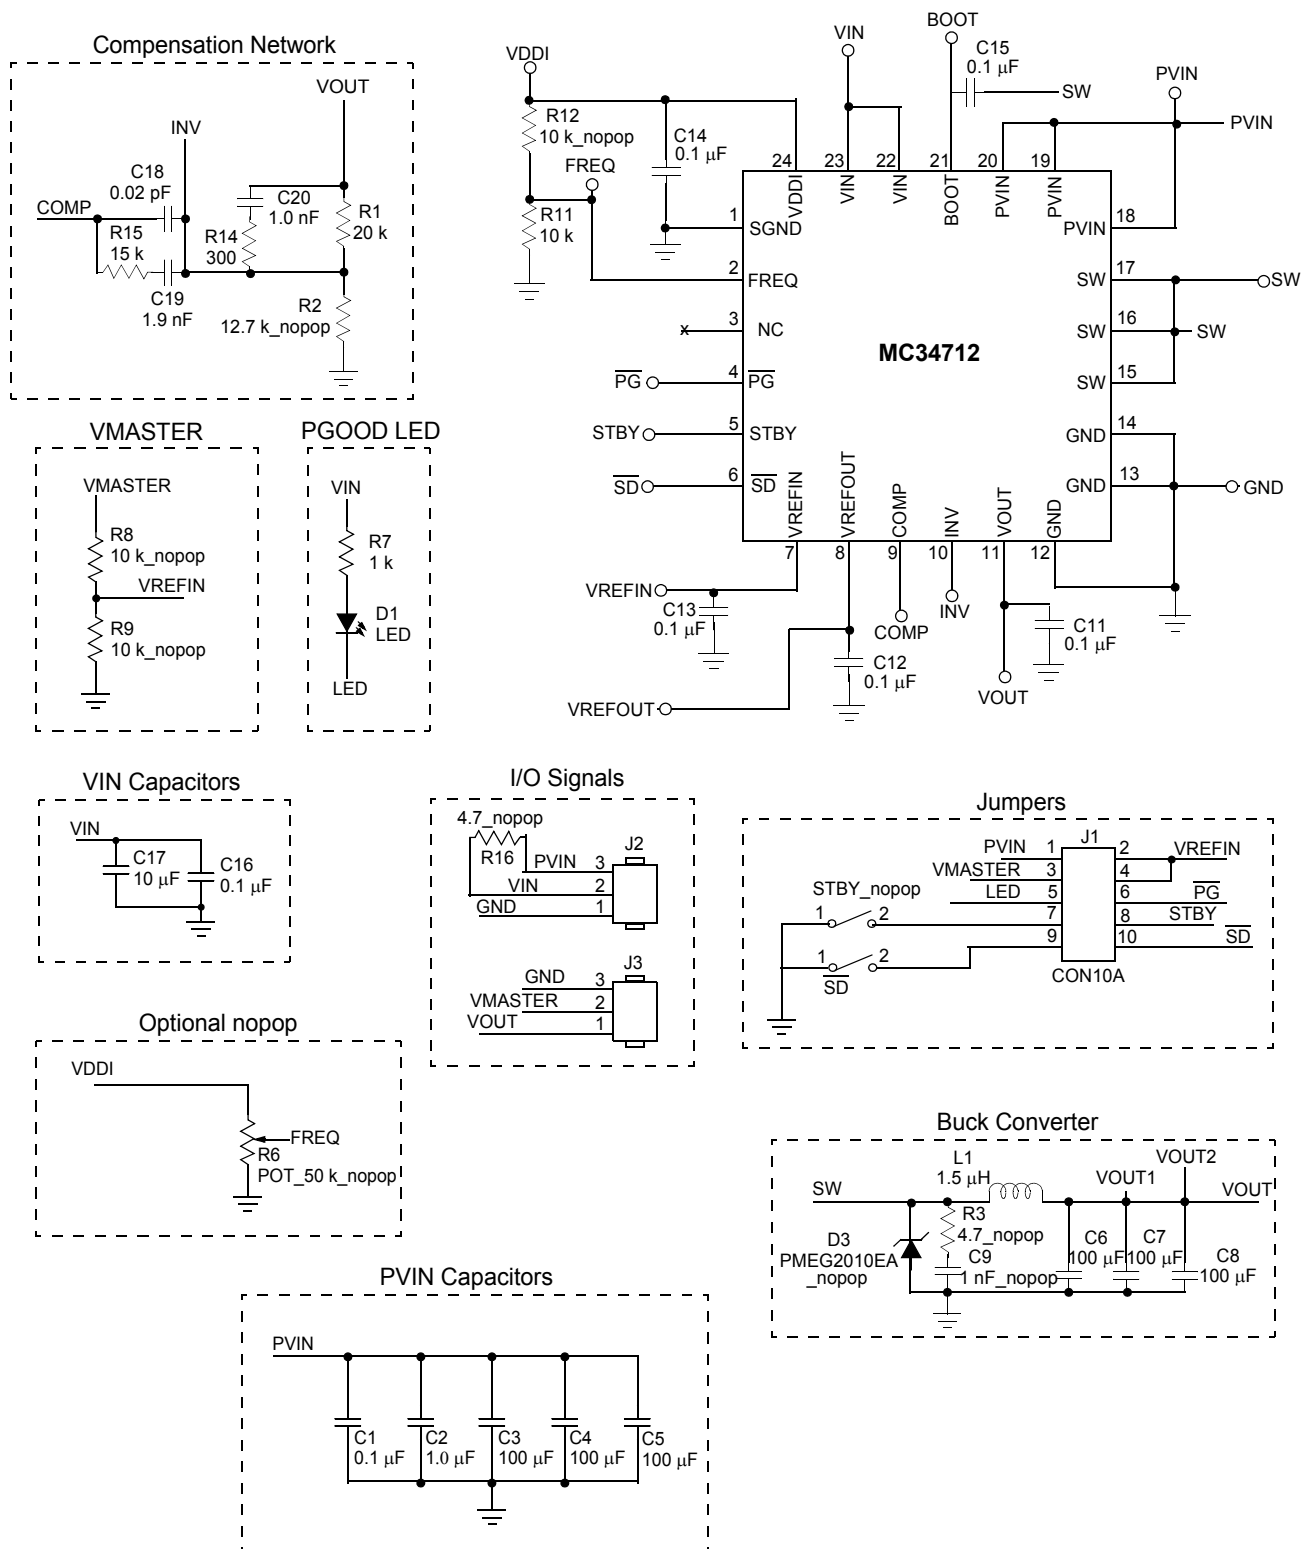 Compensation Network
VOUT
INV
C18
0.02 pF
COMP
R15
15 k
C19
1.9 nF
C20
1.0 nF
R14
300
R1
20 k
R2
12.7 k_nopop
VDDI
R12
10 k_nopop
FREQ
R11
10 k
C14
0.1 µF
VIN
BOOT
C15
0.1 µF
SW
PVIN
PVIN
24
23
22
21
20
19
VDDI
VIN
VIN
BOOT
PVIN
PVIN
1
SGND
2
FREQ
3
x
NC
PG
4
PG
STBY
5
STBY
SD
6
SD
MC34712
18
PVIN
17
SW
SW
16
SW
SW
15
SW
14
GND
13
GND
GND
VREFIN
VREFOUT
COMP
INV
VOUT
GND
7
8
9
10
11
12
VREFIN
C13
0.1 µF
COMP
INV
C12
0.1 µF
VOUT
C11
0.1 µF
VREFOUT
VMASTER
VMASTER
R8
10 k_nopop
VREFIN
R9
10 k_nopop
PGOOD LED
VIN
R7
1 k
D1
LED
LED
VIN Capacitors
VIN
C17
10 µF
C16
0.1 µF
I/O Signals
4.7_nopop
R16
J2
PVIN 3
VIN 2
GND 1
J3
GND 3
VMASTER 2
VOUT 1
Jumpers
J1
PVIN 1
2 VREFIN
VMASTER 3
4
LED 5
6 PG
STBY_nopop
1 2
7
8 STBY
9
10 SD
1 2
SD
CON10A
Optional nopop
VDDI
FREQ
R6
POT_50 k_nopop
Buck Converter
L1
1.5 µH
SW
VOUT1
VOUT2
VOUT
D3
PMEG2010EA
_nopop
R3
4.7_nopop
C9
1 nF_nopop
C6
100 µF
C7
100 µF
C8
100 µF
PVIN Capacitors
PVIN
C1
0.1 µF
C2
1.0 µF
C3
100 µF
C4
100 µF
C5
100 µF